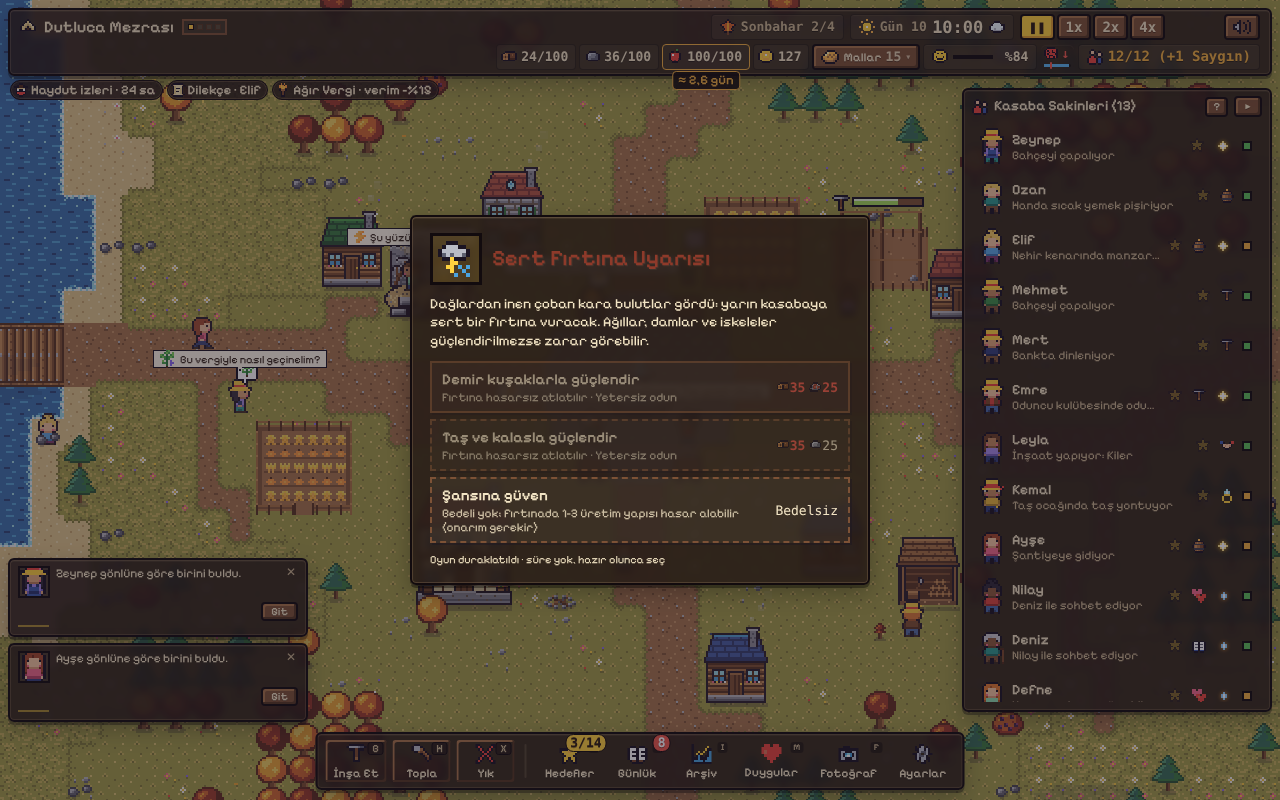 Dutluca Mezrası
Sonbahar 2/4
Gün 10 10:00
1x
2x
4x
24/100
36/100
100/100
127
Mallar 15
%84
12/12 (+1 Saygın)
≈ 2.6 gün
Haydut izleri · 24 sa
Dilekçe · Elif
Ağır Vergi · verim -%18
Kasaba Sakinleri (13)
?
Zeynep
Bahçeyi çapalıyor
Ozan
Handa sıcak yemek pişiriyor
Elif
Nehir kenarında manzar...
Mehmet
Bahçeyi çapalıyor
Mert
Bankta dinleniyor
Emre
Oduncu kulübesinde odu...
Leyla
İnşaat yapıyor: Kiler
Kemal
Taş ocağında taş yontuyor
Ayşe
Şantiyeye gidiyor
Nilay
Deniz ile sohbet ediyor
Deniz
Nilay ile sohbet ediyor
Defne
Şu yüzü
Bu vergiyle nasıl geçinelim?
Sert Fırtına Uyarısı
Dağlardan inen çoban kara bulutlar gördü: yarın kasabaya
sert bir fırtına vuracak. Ağıllar, damlar ve iskeleler
güçlendirilmezse zarar görebilir.
Demir kuşaklarla güçlendir
Fırtına hasarsız atlatılır · Yetersiz odun
35 25
Taş ve kalasla güçlendir
Fırtına hasarsız atlatılır · Yetersiz odun
35 25
Şansına güven
Bedeli yok: fırtınada 1-3 üretim yapısı hasar alabilir
(onarım gerekir)
Bedelsiz
Oyun duraklatıldı · süre yok, hazır olunca seç
Zeynep gönlüne göre birini buldu.
×
Git
Ayşe gönlüne göre birini buldu.
×
Git
İnşa Et
B
Topla
H
Yık
X
3/14
Hedefler
8
Günlük
Arşiv
I
Duygular
M
Fotoğraf
F
Ayarlar